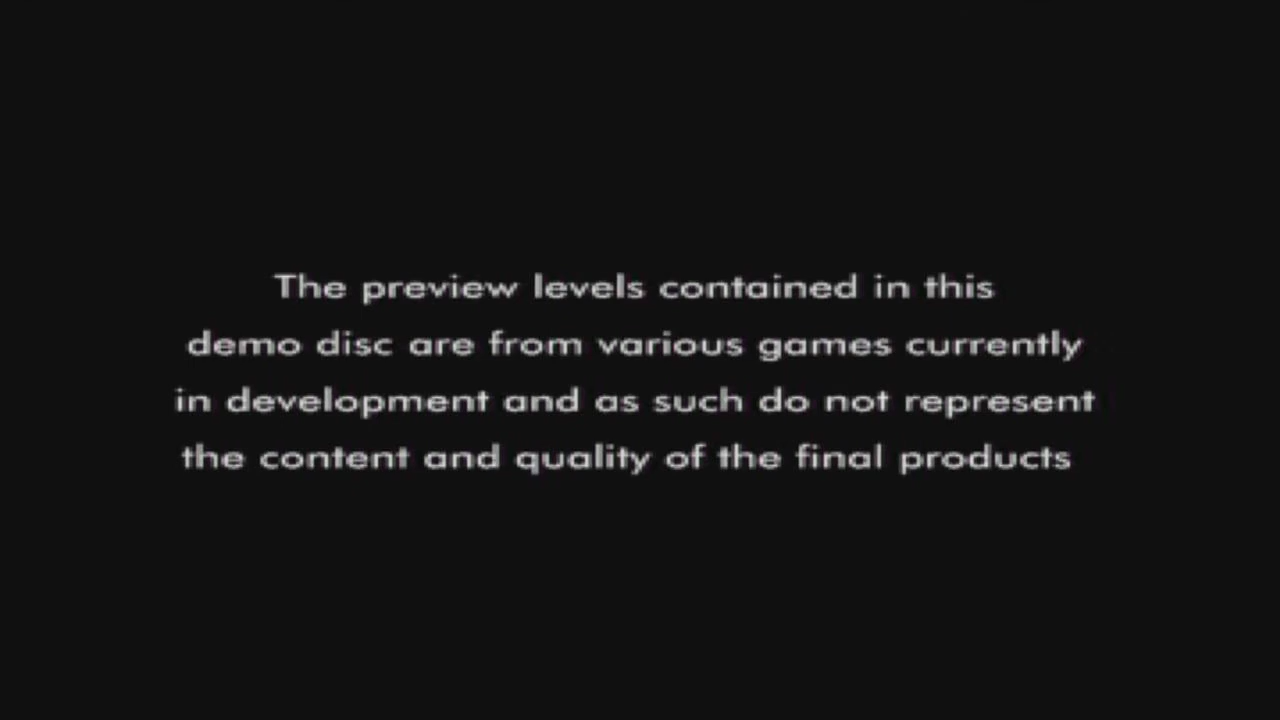 The preview levels contained in this
demo disc are from various games currently
in development and as such do not represent
the content and quality of the final products